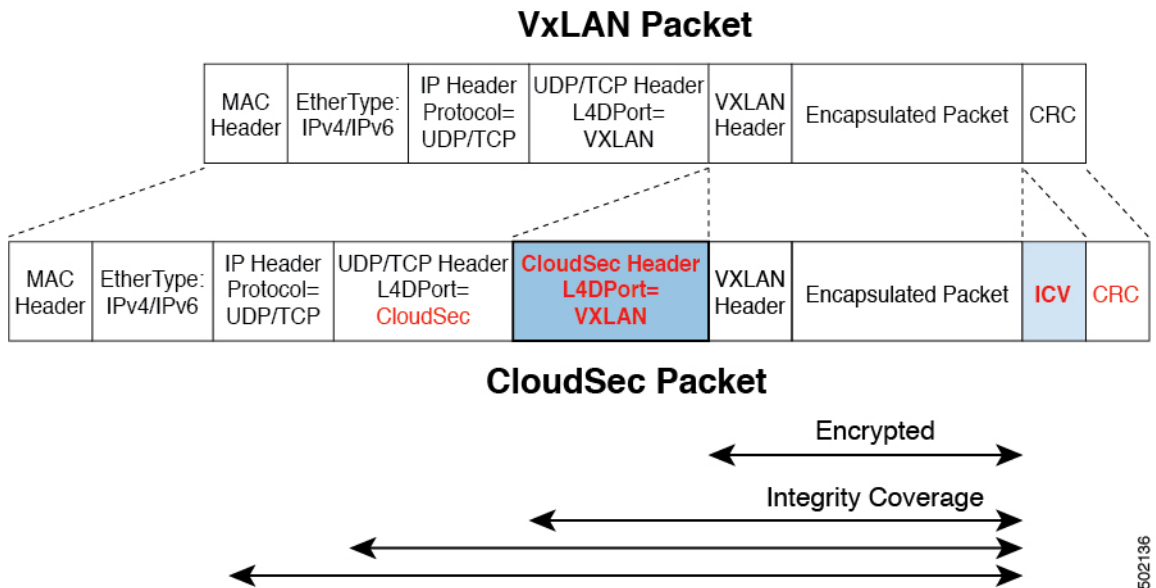 VxLAN Packet
MAC
Header
EtherType:
IPv4/IPv6
IP Header
Protocol=
UDP/TCP
UDP/TCP Header
L4DPort=
VXLAN
VXLAN
Header
Encapsulated Packet
CRC
MAC
Header
EtherType:
IPv4/IPv6
IP Header
Protocol=
UDP/TCP
UDP/TCP Header
L4DPort=
CloudSec
CloudSec Header
L4DPort=
VXLAN
VXLAN
Header
Encapsulated Packet
ICV
CRC
CloudSec Packet
Encrypted
Integrity Coverage
502136